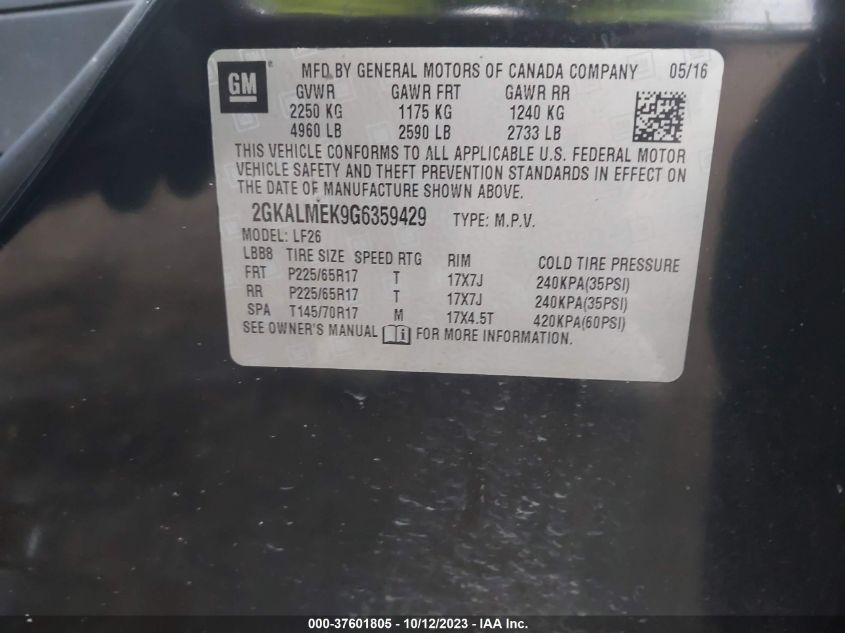 GM
MFD BY GENERAL MOTORS OF CANADA COMPANY 05/16
GVWR GAWR FRT GAWR RR
2250 KG 1175 KG 1240 KG
4960 LB 2590 LB 2733 LB
THIS VEHICLE CONFORMS TO ALL APPLICABLE U.S. FEDERAL MOTOR
VEHICLE SAFETY AND THEFT PREVENTION STANDARDS IN EFFECT ON
THE DATE OF MANUFACTURE SHOWN ABOVE.
2GKALMEK9G6359429 TYPE: M.P.V.
MODEL: LF26
LBB8 TIRE SIZE SPEED RTG RIM COLD TIRE PRESSURE
FRT P225/65R17 T 17X7J 240KPA(35PSI)
RR P225/65R17 T 17X7J 240KPA(35PSI)
SPA T145/70R17 M 17X4.5T 420KPA(60PSI)
SEE OWNER'S MANUAL FOR MORE INFORMATION.
000-37601805 - 10/12/2023 - IAA Inc.